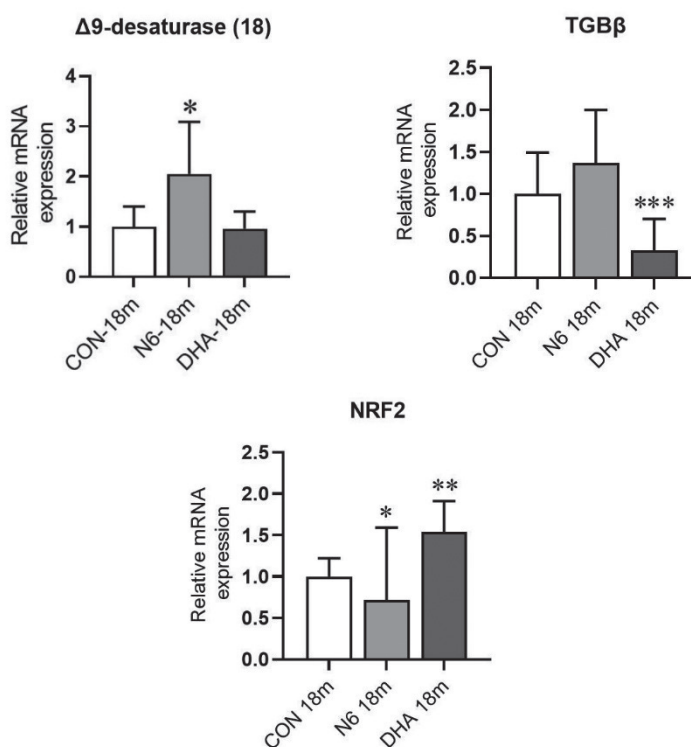 Δ9-desaturase (18)
Relative mRNA
expression
4
3
2
1
0
*
CON-18m
N6-18m
DHA-18m
TGBβ
Relative mRNA
expression
2.5
2.0
1.5
1.0
0.5
0.0
***
CON 18m
N6 18m
DHA 18m
NRF2
Relative mRNA
expression
2.5
2.0
1.5
1.0
0.5
0.0
*
**
CON 18m
N6 18m
DHA 18m